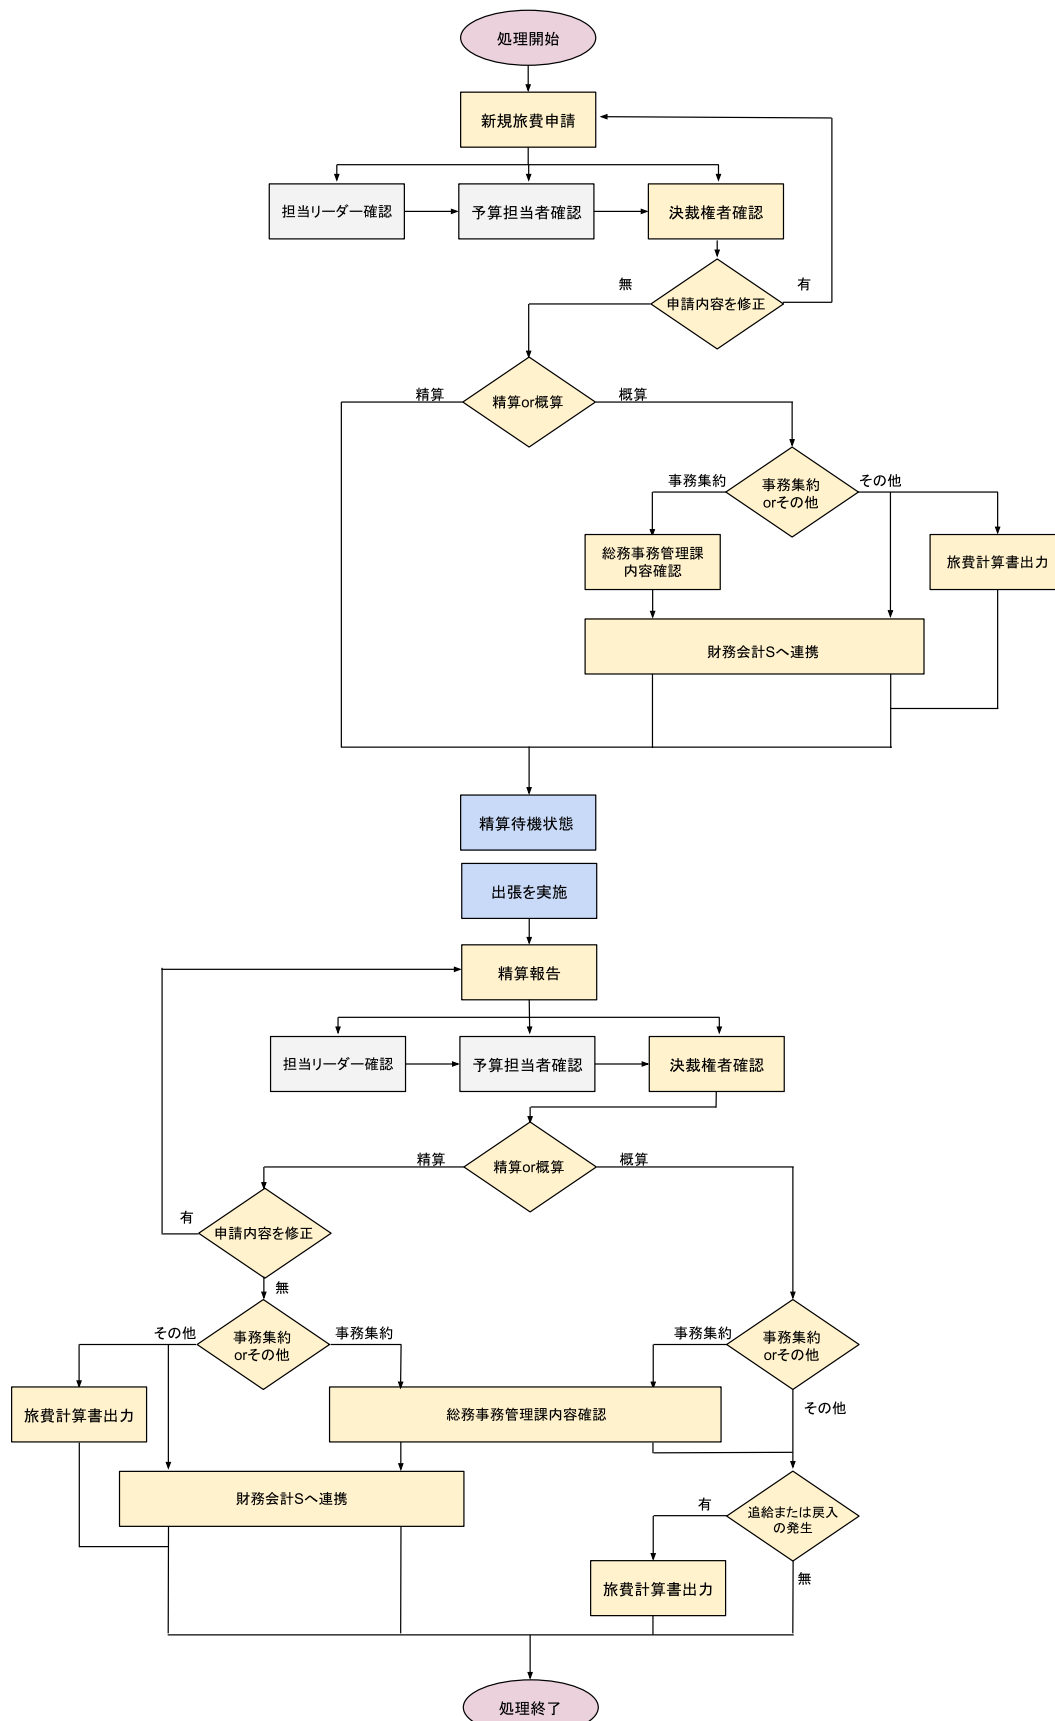 処理開始
新規旅費申請
担当リーダー確認
予算担当者確認
決裁権者確認
無
申請内容を修正
有
精算
精算or概算
概算
事務集約
事務集約
orその他
その他
総務事務管理課
内容確認
旅費計算書出力
財務会計Sへ連携
精算待機状態
出張を実施
精算報告
担当リーダー確認
予算担当者確認
決裁権者確認
精算
精算or概算
概算
有
申請内容を修正
無
その他
事務集約
orその他
事務集約
事務集約
事務集約
orその他
その他
旅費計算書出力
総務事務管理課内容確認
財務会計Sへ連携
有
追給または戻入
の発生
無
旅費計算書出力
処理終了